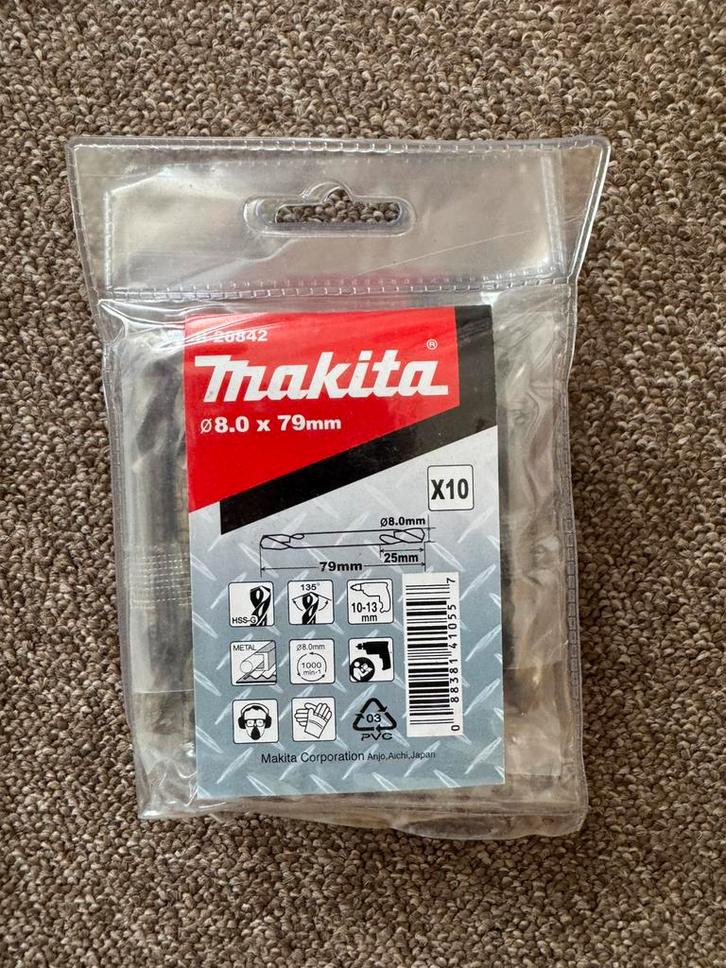 20842
makita®
Ø8.0 x 79mm
X10
Ø8.0mm
25mm
79mm
HSS-G
135°
10-13
mm
METAL
Ø8.0mm
1000
min-1
03
PVC
0 88381 41055 7
Makita Corporation Anjo,Aichi,Japan